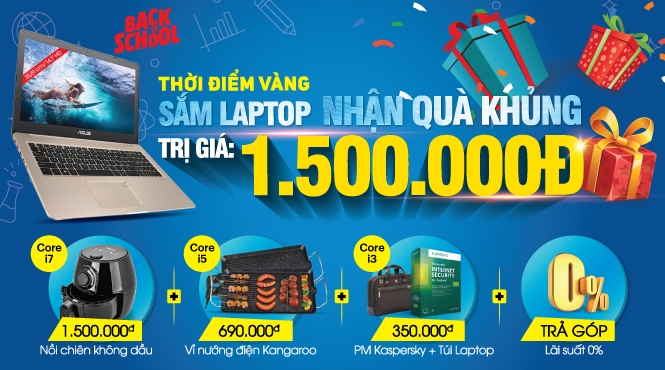 BACK
TO
SCHOOL
THỜI ĐIỂM VÀNG
SẮM LAPTOP NHẬN QUÀ KHỦNG
TRỊ GIÁ: 1.500.000Đ
ASUS
Core i7
1.500.000đ
Nồi chiên không dầu
+
Core i5
690.000đ
Vỉ nướng điện Kangaroo
+
Core i3
INTERNET
SECURITY
350.000đ
PM Kaspersky + Túi Laptop
+
0%
TRẢ GÓP
Lãi suất 0%